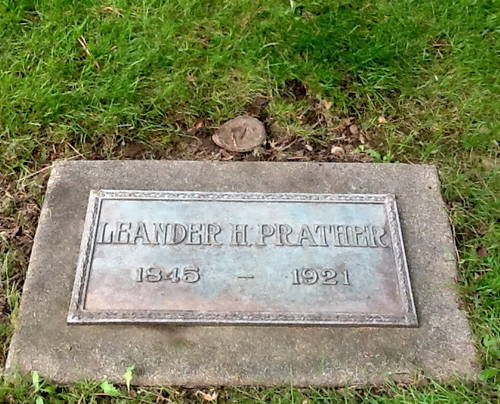 LEANDER H. PRATHER
1845 – 1921